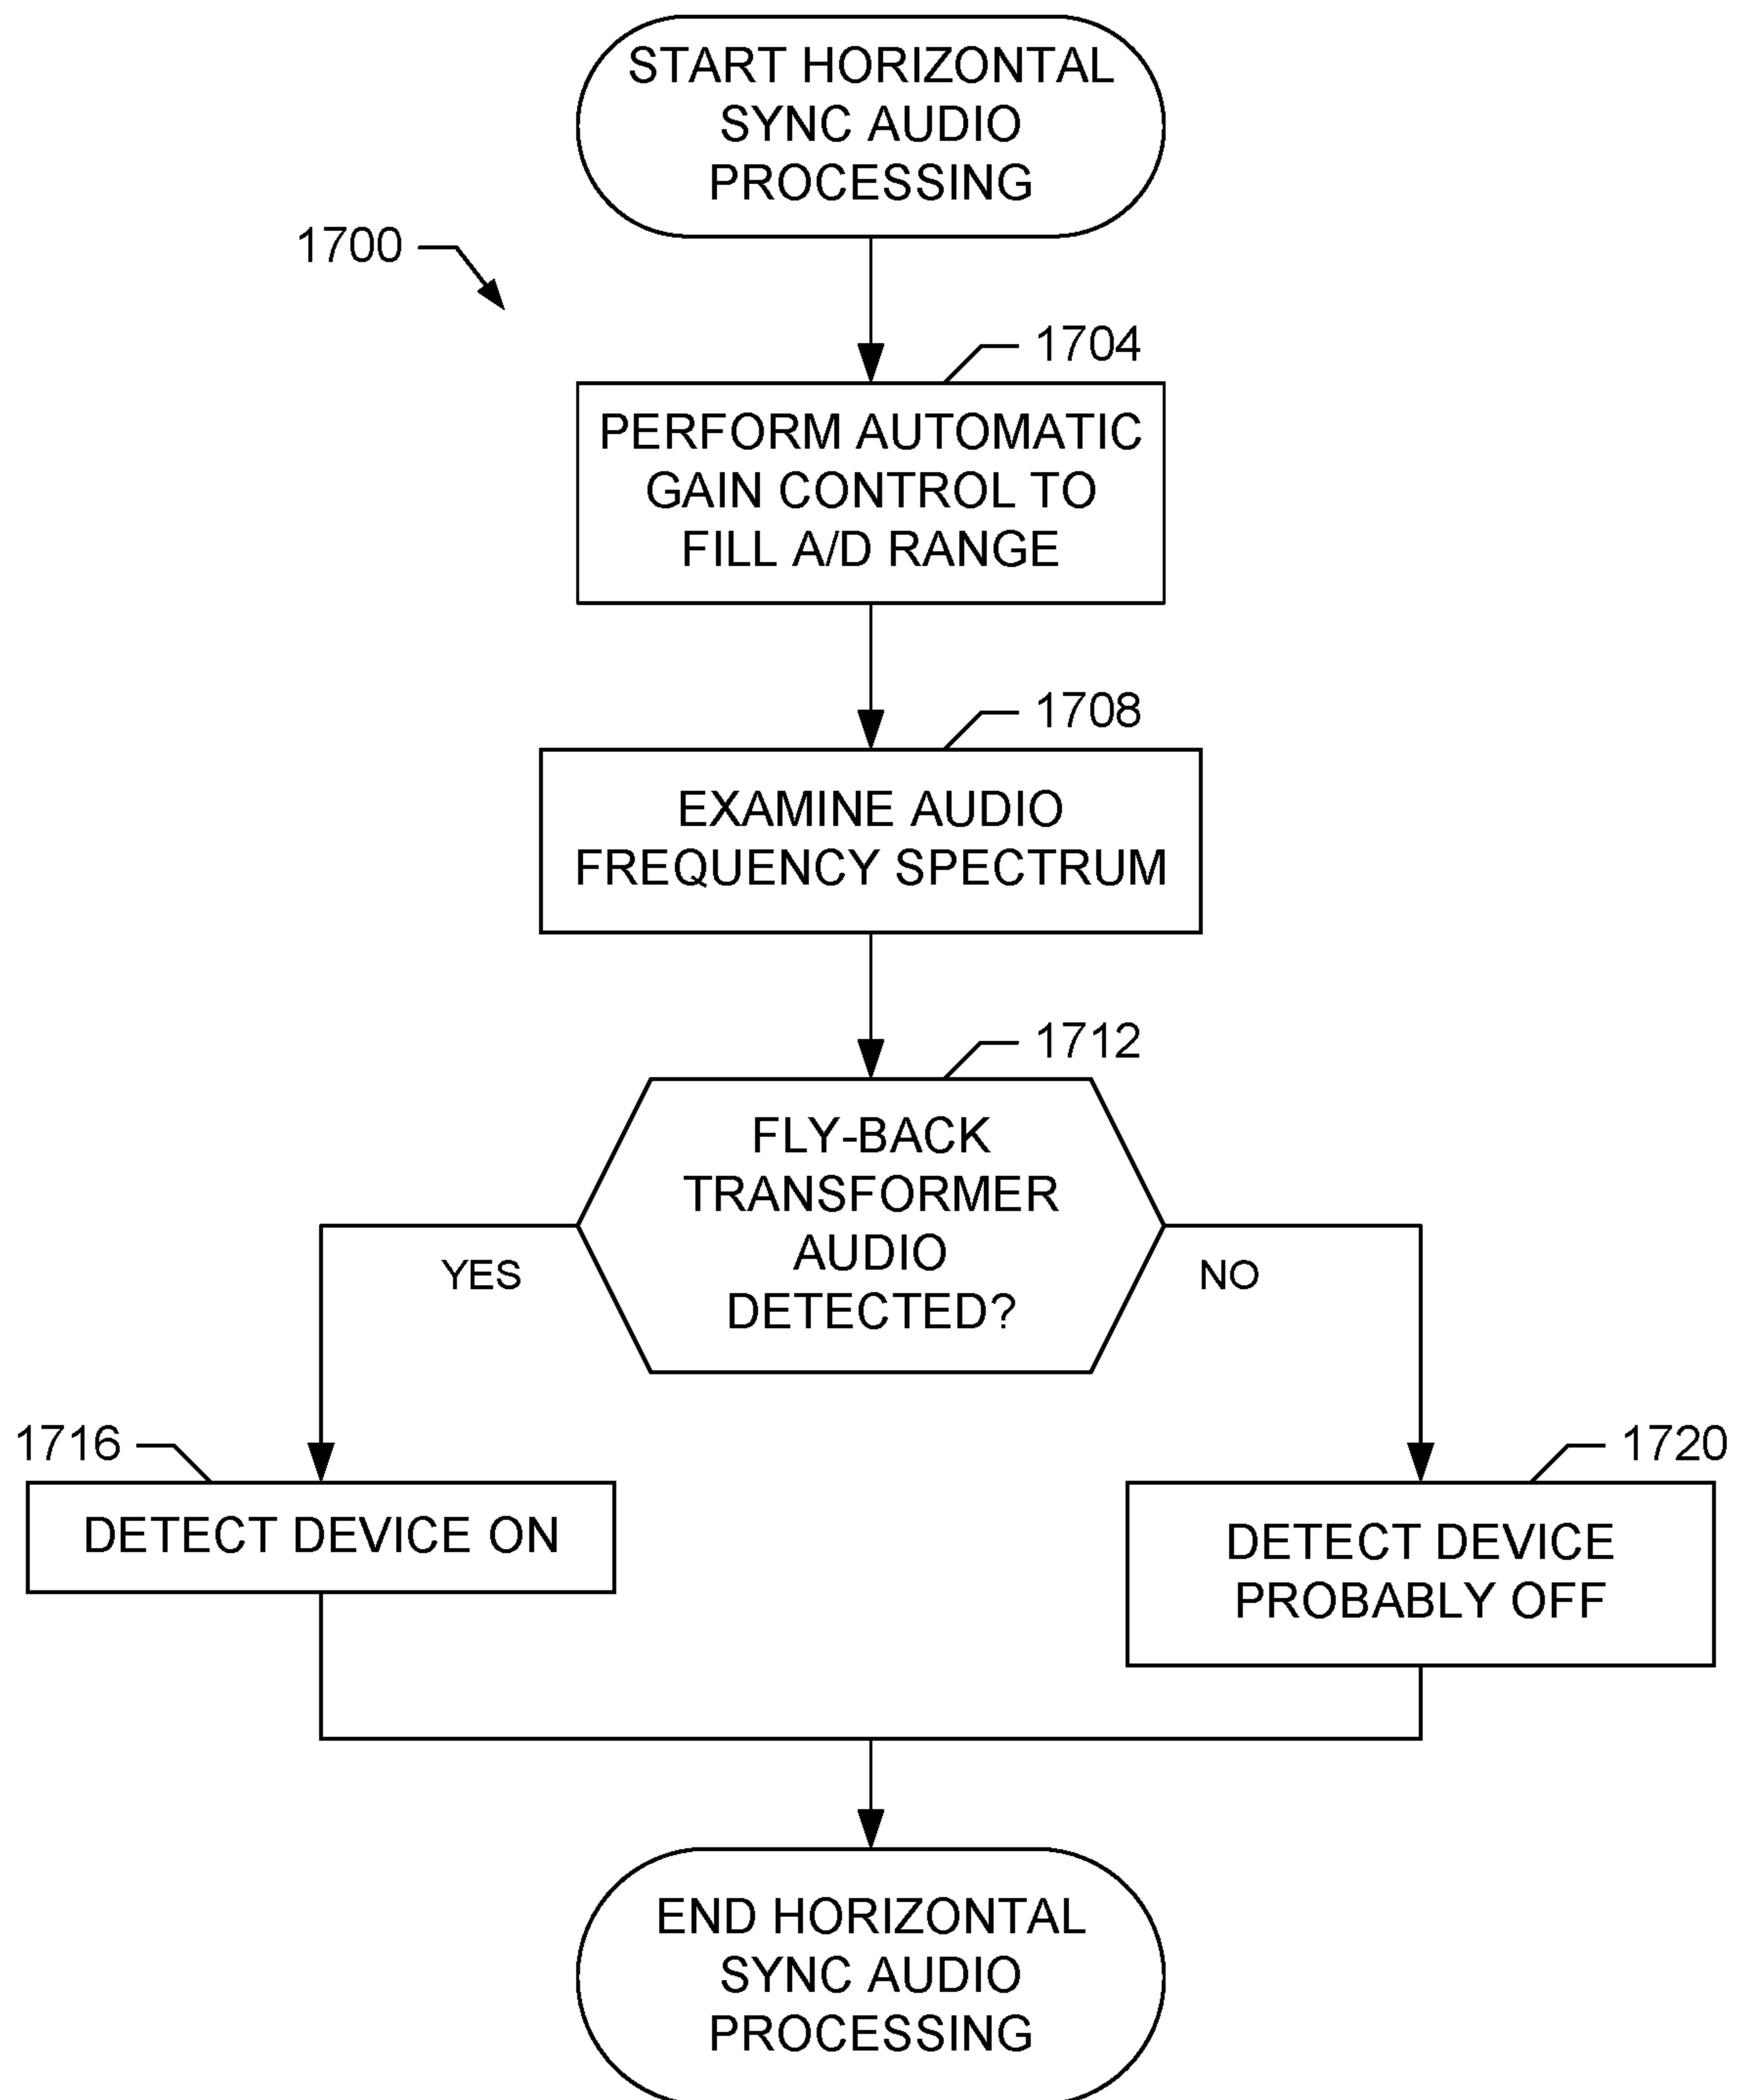 START HORIZONTAL
SYNC AUDIO
PROCESSING
1700
1704
PERFORM AUTOMATIC
GAIN CONTROL TO
FILL A/D RANGE
1708
EXAMINE AUDIO
FREQUENCY SPECTRUM
1712
FLY-BACK
TRANSFORMER
AUDIO
DETECTED?
YES
NO
1716
DETECT DEVICE ON
1720
DETECT DEVICE
PROBABLY OFF
END HORIZONTAL
SYNC AUDIO
PROCESSING